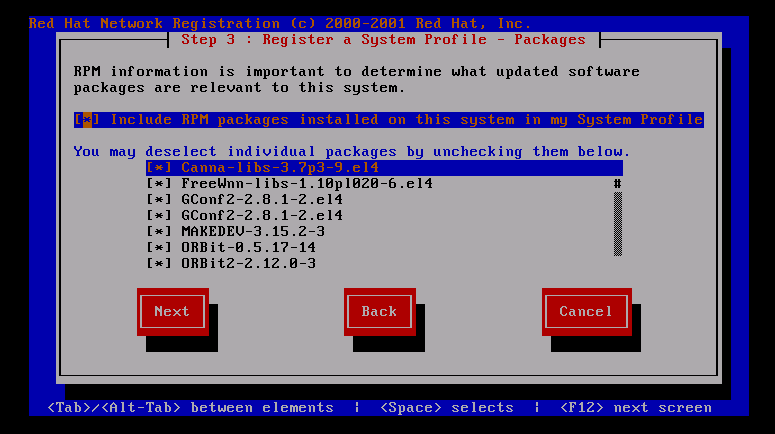 Red Hat Network Registration (c) 2000-2001 Red Hat, Inc.
Step 3 : Register a System Profile - Packages
RPM information is important to determine what updated software
packages are relevant to this system.
[*] Include RPM packages installed on this system in my System Profile
You may deselect individual packages by unchecking them below.
[*] Canna-libs-3.7p3-9.el4
[*] FreeWnn-libs-1.10pl020-6.el4 #
[*] GConf2-2.8.1-2.el4
[*] GConf2-2.8.1-2.el4
[*] MAKEDEV-3.15.2-3
[*] ORBit-0.5.17-14
[*] ORBit2-2.12.0-3
Next Back Cancel
<Tab>/<Alt-Tab> between elements | <Space> selects | <F12> next screen